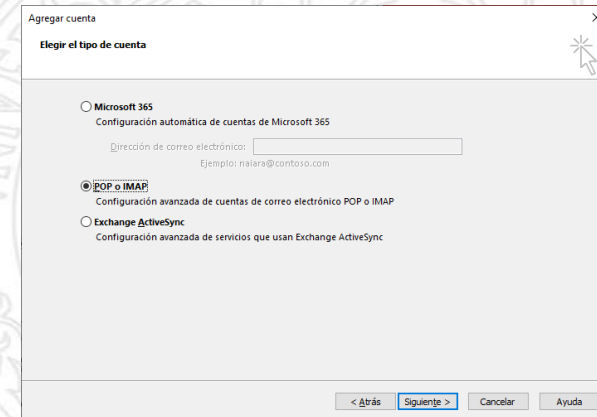 Agregar cuenta
Elegir el tipo de cuenta
Microsoft 365
Configuración automática de cuentas de Microsoft 365
Dirección de correo electrónico:
Ejemplo: naiara@contoso.com
POP o IMAP
Configuración avanzada de cuentas de correo electrónico POP o IMAP
Exchange ActiveSync
Configuración avanzada de servicios que usan Exchange ActiveSync
< Atrás Siguiente > Cancelar Ayuda